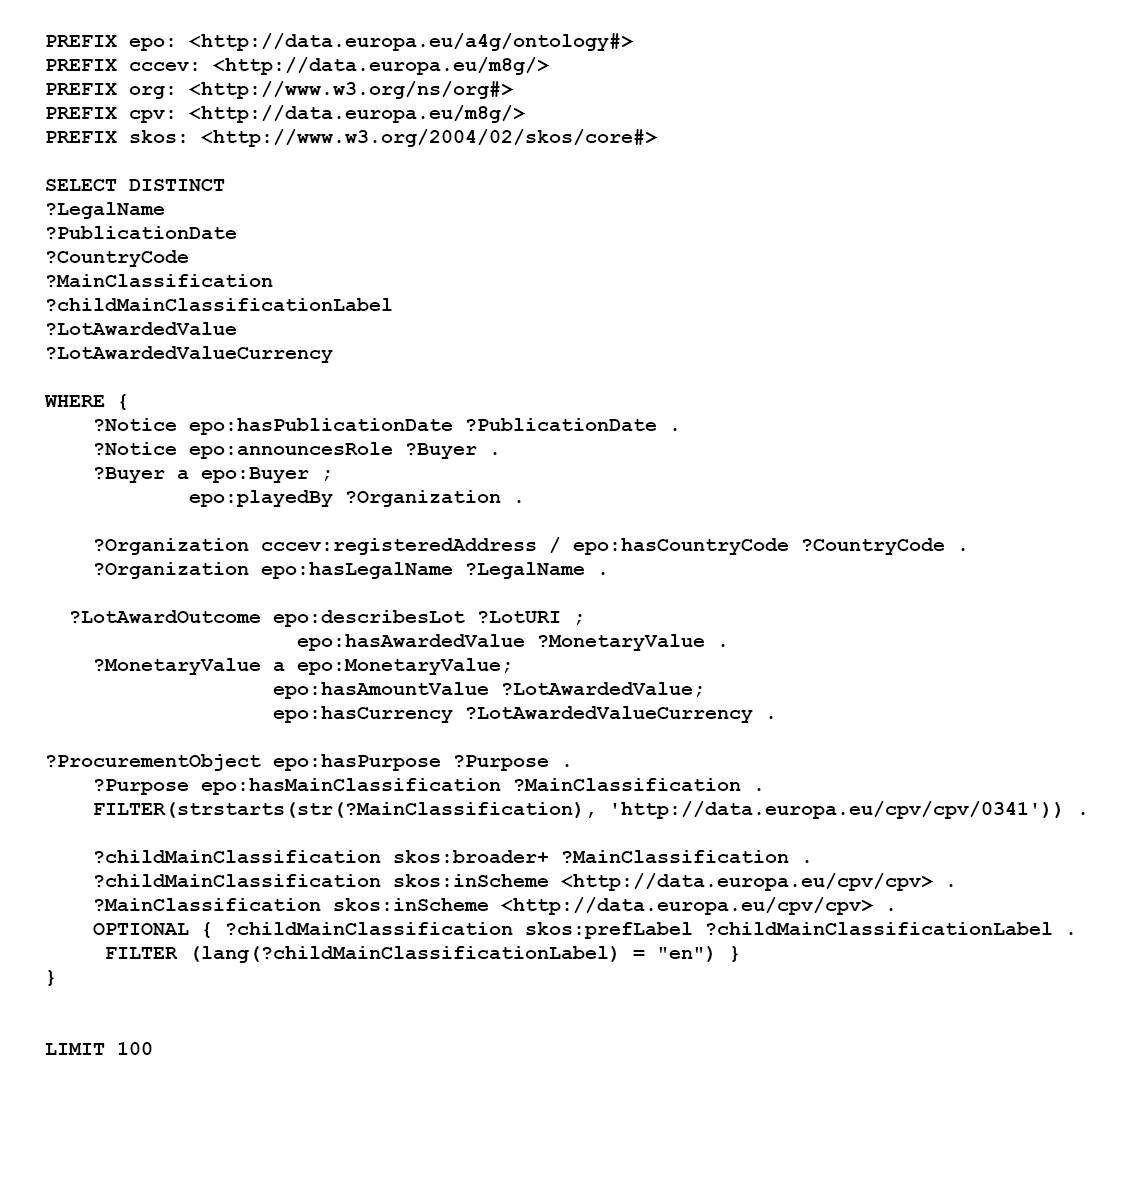 PREFIX epo: <http://data.europa.eu/a4g/ontology#>
PREFIX cccev: <http://data.europa.eu/m8g/>
PREFIX org: <http://www.w3.org/ns/org#>
PREFIX cpv: <http://data.europa.eu/m8g/>
PREFIX skos: <http://www.w3.org/2004/02/skos/core#>

SELECT DISTINCT
?LegalName
?PublicationDate
?CountryCode
?MainClassification
?childMainClassificationLabel
?LotAwardedValue
?LotAwardedValueCurrency

WHERE {
    ?Notice epo:hasPublicationDate ?PublicationDate .
    ?Notice epo:announcesRole ?Buyer .
    ?Buyer a epo:Buyer ;
            epo:playedBy ?Organization .

    ?Organization cccev:registeredAddress / epo:hasCountryCode ?CountryCode .
    ?Organization epo:hasLegalName ?LegalName .

  ?LotAwardOutcome epo:describesLot ?LotURI ;
                     epo:hasAwardedValue ?MonetaryValue .
    ?MonetaryValue a epo:MonetaryValue;
                   epo:hasAmountValue ?LotAwardedValue;
                   epo:hasCurrency ?LotAwardedValueCurrency .

?ProcurementObject epo:hasPurpose ?Purpose .
    ?Purpose epo:hasMainClassification ?MainClassification .
    FILTER(strstarts(str(?MainClassification), 'http://data.europa.eu/cpv/cpv/0341')) .

    ?childMainClassification skos:broader+ ?MainClassification .
    ?childMainClassification skos:inScheme <http://data.europa.eu/cpv/cpv> .
    ?MainClassification skos:inScheme <http://data.europa.eu/cpv/cpv> .
    OPTIONAL { ?childMainClassification skos:prefLabel ?childMainClassificationLabel .
     FILTER (lang(?childMainClassificationLabel) = "en") }
}

LIMIT 100